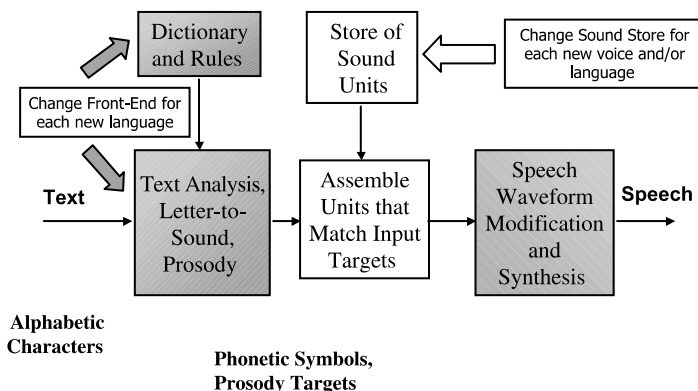 Dictionary
and Rules
Store of
Sound
Units
Change Sound Store for
each new voice and/or
language
Change Front-End for
each new language
Text
Text Analysis,
Letter-to-
Sound,
Prosody
Assemble
Units that
Match Input
Targets
Speech
Waveform
Modification
and
Synthesis
Speech
Alphabetic
Characters
Phonetic Symbols,
Prosody Targets